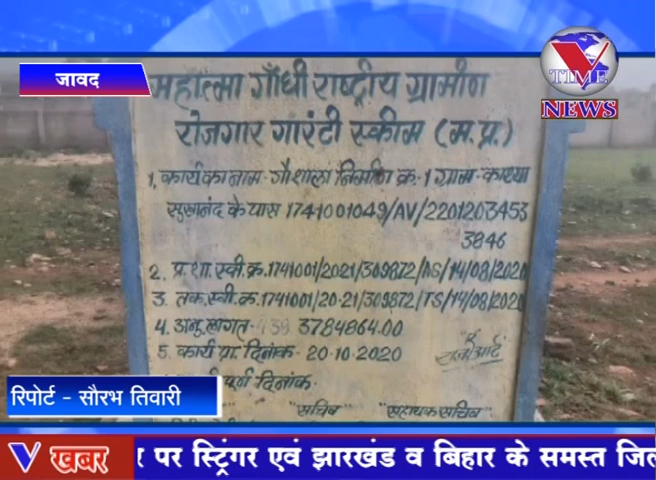 जावद
V
TIME
NEWS
महात्मा गाँधी राष्ट्रीय ग्रामीण
रोजगार गारंटी स्कीम (म.प्र.)
1. कार्य का नाम - गौशाला निर्माण क्र.-1 ग्राम-
सुखानंद के पास 1741001049/AV/2201203453
3846
2. प्र.शा.स्वी.क्र.1741001/2021/309872/AS/14/08/2020
3. तक.स्वी.क्र.1741001/20-21/309872/TS/14/08/2020
4. अनु.लागत- 3784864.00
5. कार्य प्रा. दिनांक- 20-10-2020
पूर्ण दिनांक-
"सचिव" "सहायक सचिव"
रिपोर्ट - सौरभ तिवारी
V खबर र पर स्ट्रिंगर एवं झारखंड व बिहार के समस्त जिल